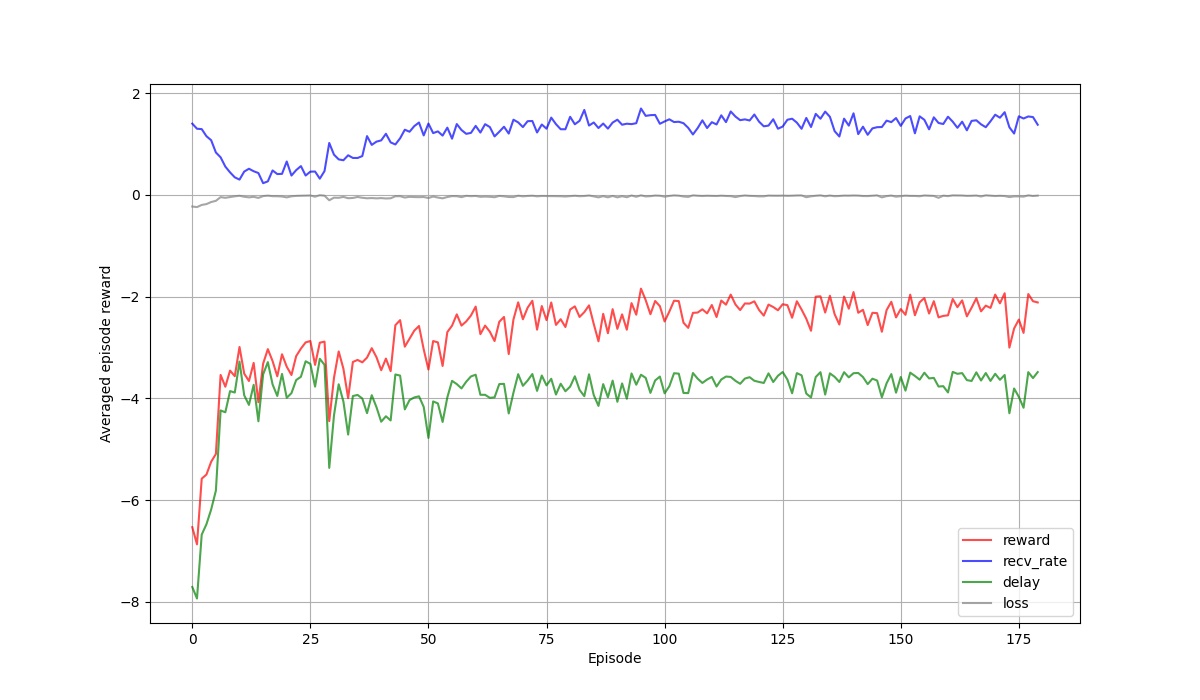 2
0
−2
−4
−6
−8
Averaged episode reward
0 25 50 75 100 125 150 175
Episode
reward
recv_rate
delay
loss